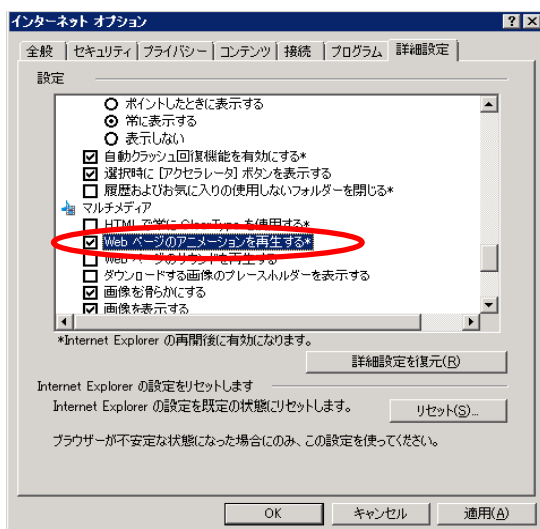 インターネット オプション
全般 セキュリティ プライバシー コンテンツ 接続 プログラム 詳細設定
設定
ポイントしたときに表示する
常に表示する
表示しない
自動クラッシュ回復機能を有効にする*
選択時に [アクセラレータ] ボタンを表示する
履歴およびお気に入りの使用しないフォルダーを閉じる*
マルチメディア
HTML で常に ClearType を使用する*
Web ページのアニメーションを再生する*
Web ページのサウンドを再生する
ダウンロードする画像のプレースホルダーを表示する
画像を滑らかにする
画像を表示する
*Internet Explorer の再開後に有効になります。
詳細設定を復元(R)
Internet Explorer の設定をリセットします
Internet Explorer の設定を既定の状態にリセットします。
リセット(S)...
ブラウザーが不安定な状態になった場合にのみ、この設定を使ってください。
OK キャンセル 適用(A)